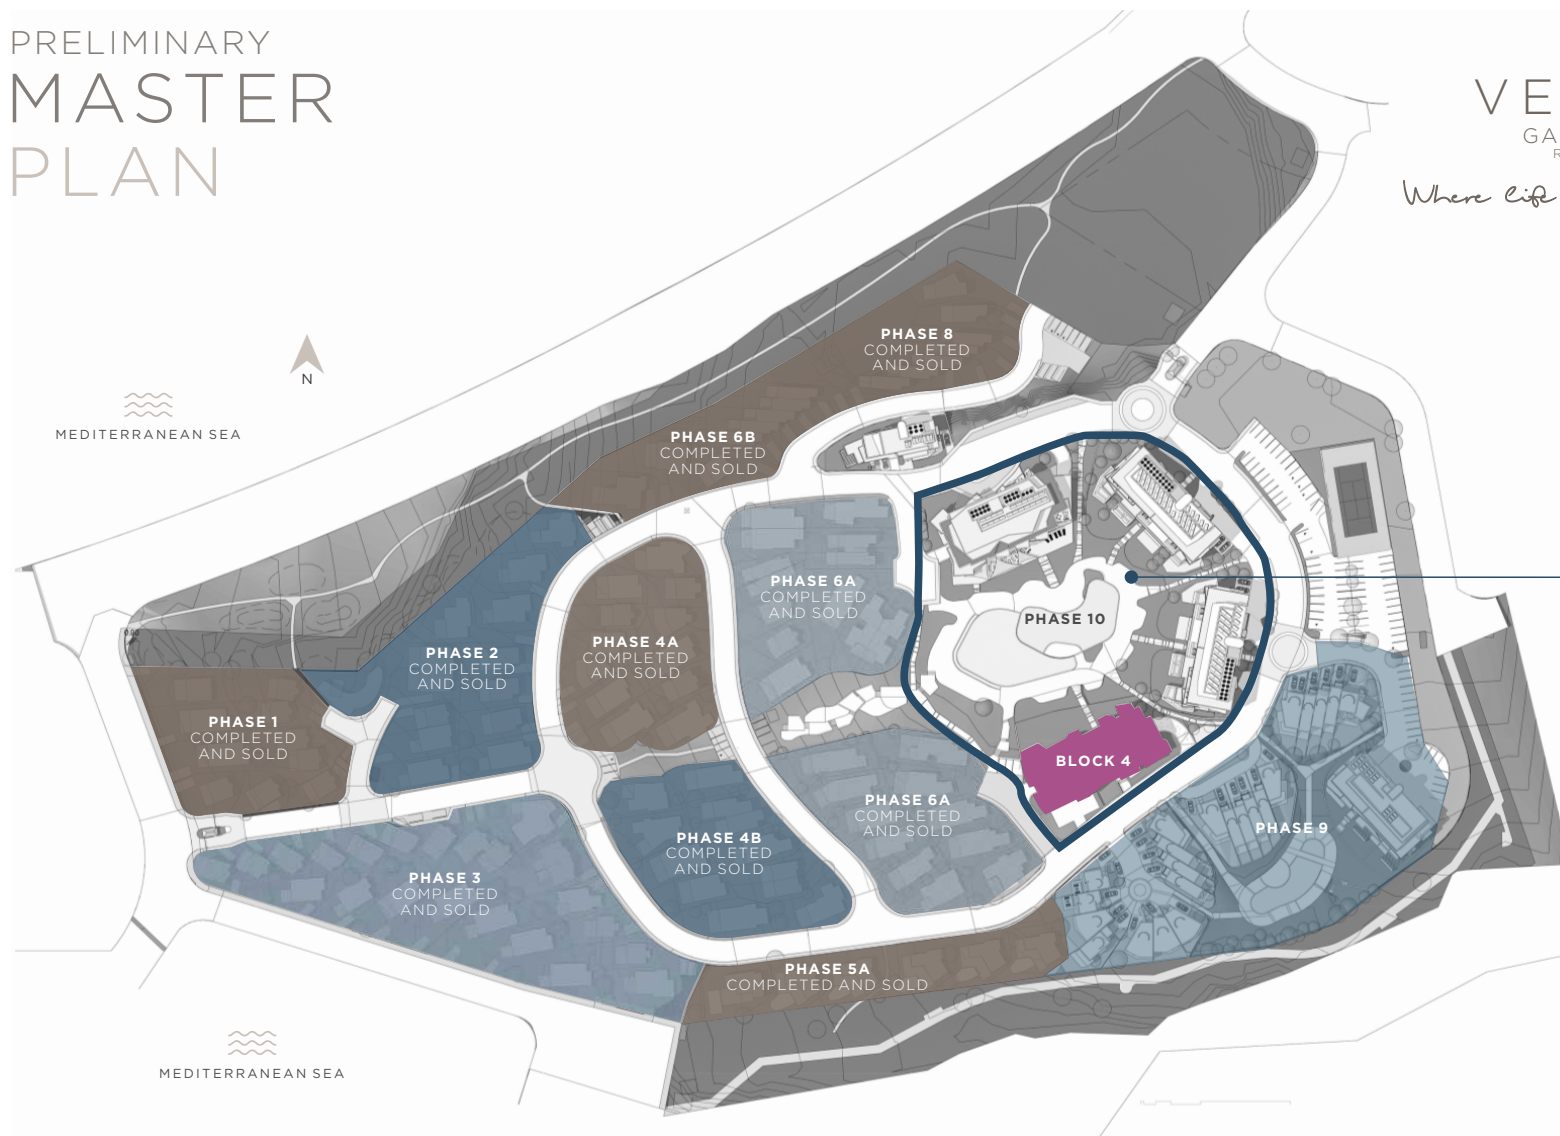 PRELIMINARY
MASTER
PLAN
VE
GA
R
Where life
N
MEDITERRANEAN SEA
PHASE 8
COMPLETED
AND SOLD
PHASE 6B
COMPLETED
AND SOLD
PHASE 6A
COMPLETED
AND SOLD
PHASE 10
PHASE 4A
COMPLETED
AND SOLD
PHASE 2
COMPLETED
AND SOLD
PHASE 1
COMPLETED
AND SOLD
BLOCK 4
PHASE 6A
COMPLETED
AND SOLD
PHASE 9
PHASE 4B
COMPLETED
AND SOLD
PHASE 3
COMPLETED
AND SOLD
PHASE 5A
COMPLETED AND SOLD
MEDITERRANEAN SEA